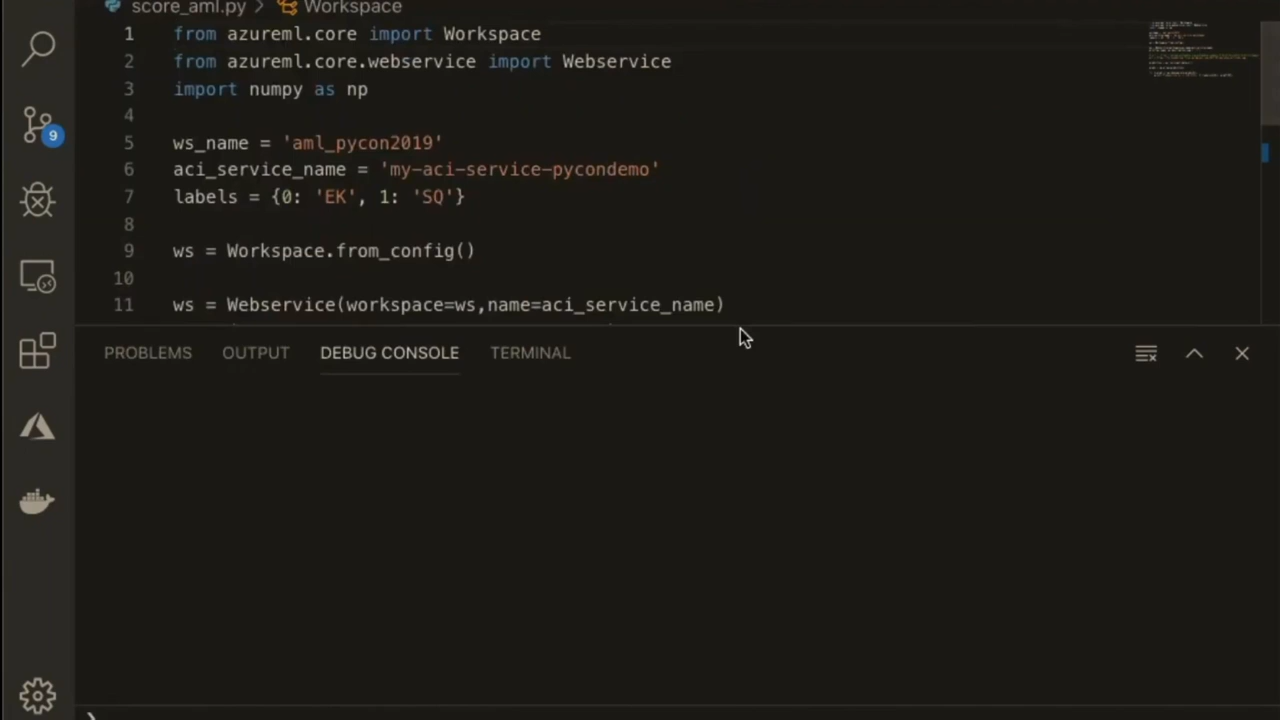 score_aml.py > Workspace
1 from azureml.core import Workspace
2 from azureml.core.webservice import Webservice
3 import numpy as np
4
5 ws_name = 'aml_pycon2019'
6 aci_service_name = 'my-aci-service-pycondemo'
7 labels = {0: 'EK', 1: 'SQ'}
8
9 ws = Workspace.from_config()
10
11 ws = Webservice(workspace=ws,name=aci_service_name)
9
PROBLEMS OUTPUT DEBUG CONSOLE TERMINAL